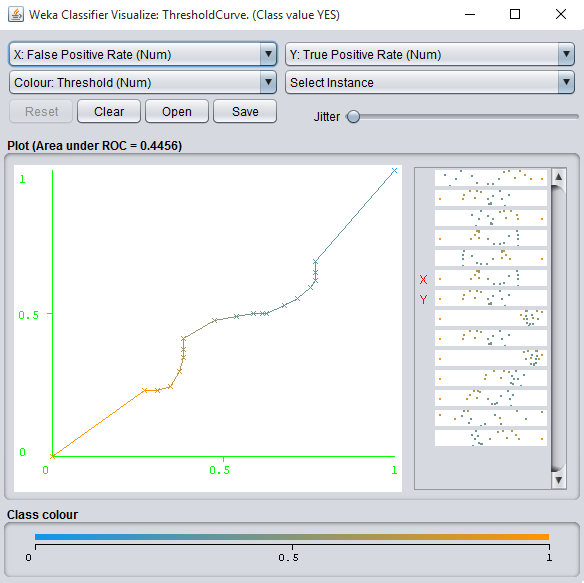 Weka Classifier Visualize: ThresholdCurve. (Class value YES)
X: False Positive Rate (Num) Y: True Positive Rate (Num)
Colour: Threshold (Num) Select Instance
Reset Clear Open Save Jitter
Plot (Area under ROC = 0.4456)
1
X
Y
0.5
0
0 0.5 1
Class colour
0 0.5 1